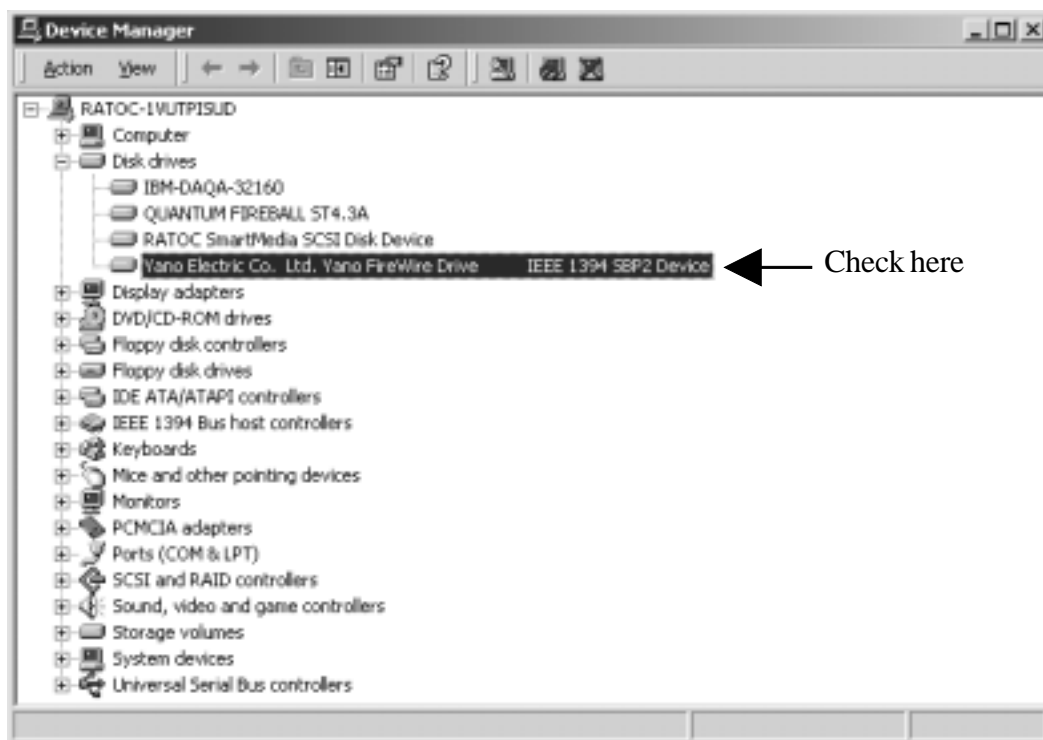 Device Manager
Action View
RATOC-1VUTPISUD
Computer
Disk drives
IBM-DAQA-32160
QUANTUM FIREBALL ST4.3A
RATOC SmartMedia SCSI Disk Device
Yano Electric Co. Ltd. Yano FireWire Drive IEEE 1394 SBP2 Device
Check here
Display adapters
DVD/CD-ROM drives
Floppy disk controllers
Floppy disk drives
IDE ATA/ATAPI controllers
IEEE 1394 Bus host controllers
Keyboards
Mice and other pointing devices
Monitors
PCMCIA adapters
Ports (COM & LPT)
SCSI and RAID controllers
Sound, video and game controllers
Storage volumes
System devices
Universal Serial Bus controllers